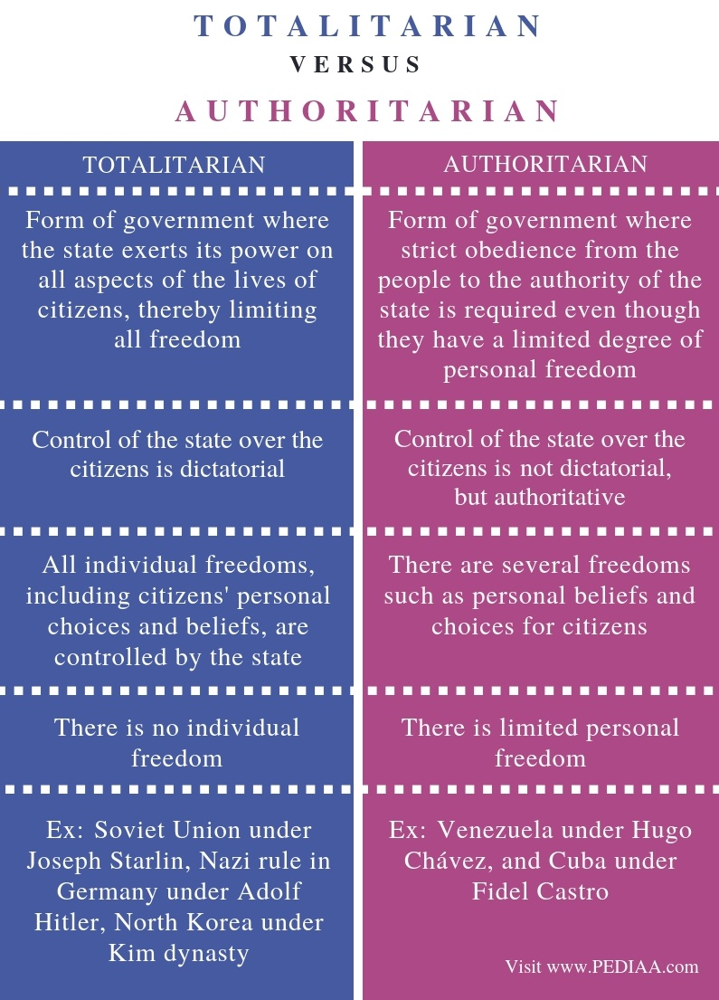 TOTALITARIAN
VERSUS
AUTHORITARIAN
TOTALITARIAN
Form of government where
the state exerts its power on
all aspects of the lives of
citizens, thereby limiting
all freedom
Control of the state over the
citizens is dictatorial
All individual freedoms,
including citizens' personal
choices and beliefs, are
controlled by the state
There is no individual
freedom
Ex: Soviet Union under
Joseph Starlin, Nazi rule in
Germany under Adolf
Hitler, North Korea under
Kim dynasty
AUTHORITARIAN
Form of government where
strict obedience from the
people to the authority of the
state is required even though
they have a limited degree of
personal freedom
Control of the state over the
citizens is not dictatorial,
but authoritative
There are several freedoms
such as personal beliefs and
choices for citizens
There is limited personal
freedom
Ex: Venezuela under Hugo
Chávez, and Cuba under
Fidel Castro
Visit www.PEDIAA.com